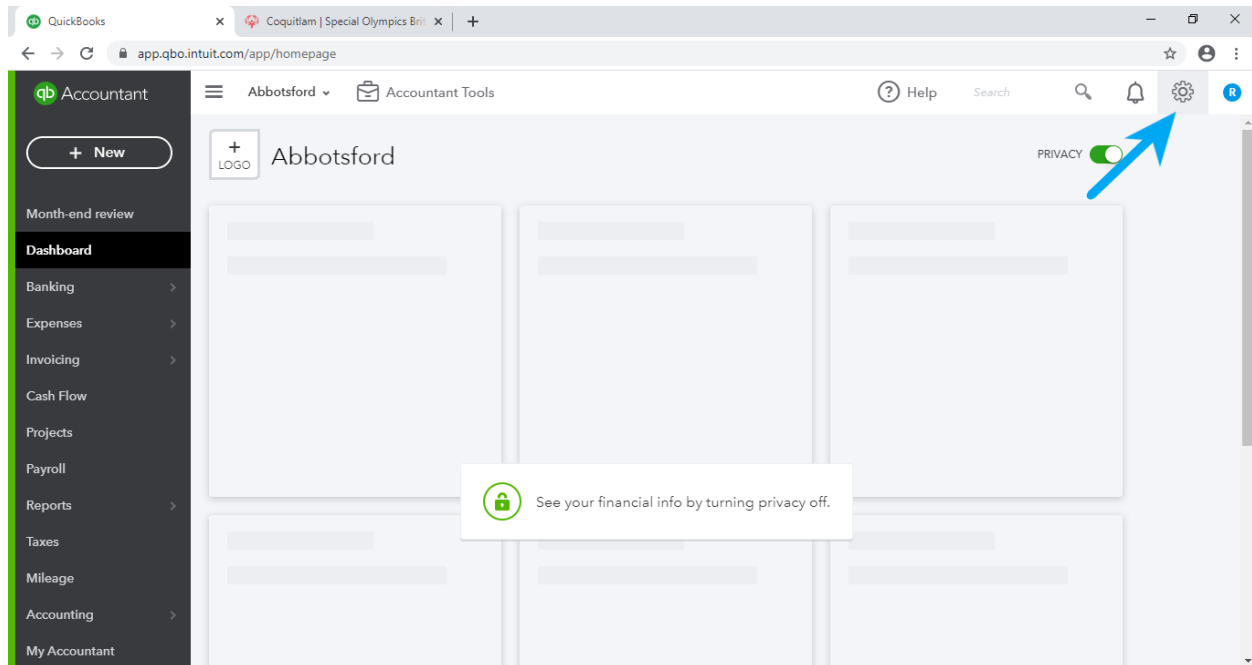 QuickBooks
Coquitlam | Special Olympics Brit
app.qbo.intuit.com/app/homepage
qb Accountant
Abbotsford
Accountant Tools
? Help
Search
R
+ New
+
LOGO
Abbotsford
PRIVACY
Month-end review
Dashboard
Banking
Expenses
Invoicing
Cash Flow
Projects
Payroll
Reports
See your financial info by turning privacy off.
Taxes
Mileage
Accounting
My Accountant